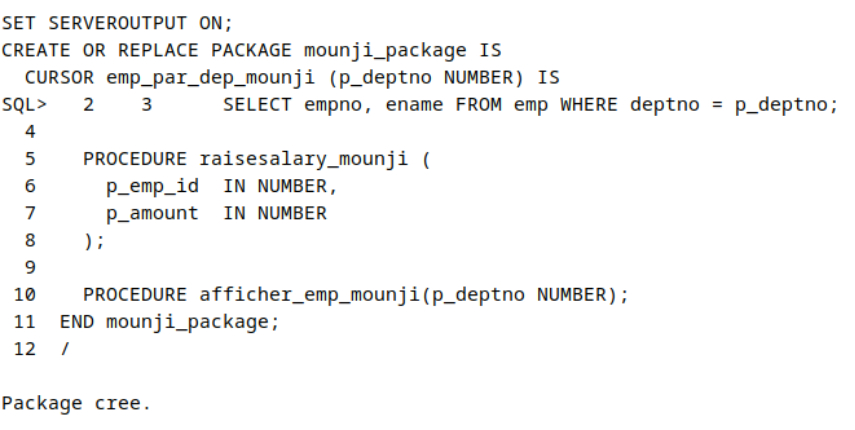 SET SERVEROUTPUT ON;
CREATE OR REPLACE PACKAGE mounji_package IS
  CURSOR emp_par_dep_mounji (p_deptno NUMBER) IS
SQL>   2    3      SELECT empno, ename FROM emp WHERE deptno = p_deptno;
  4
  5    PROCEDURE raisesalary_mounji (
  6      p_emp_id  IN NUMBER,
  7      p_amount  IN NUMBER
  8    );
  9
 10    PROCEDURE afficher_emp_mounji(p_deptno NUMBER);
 11  END mounji_package;
 12  /
Package cree.